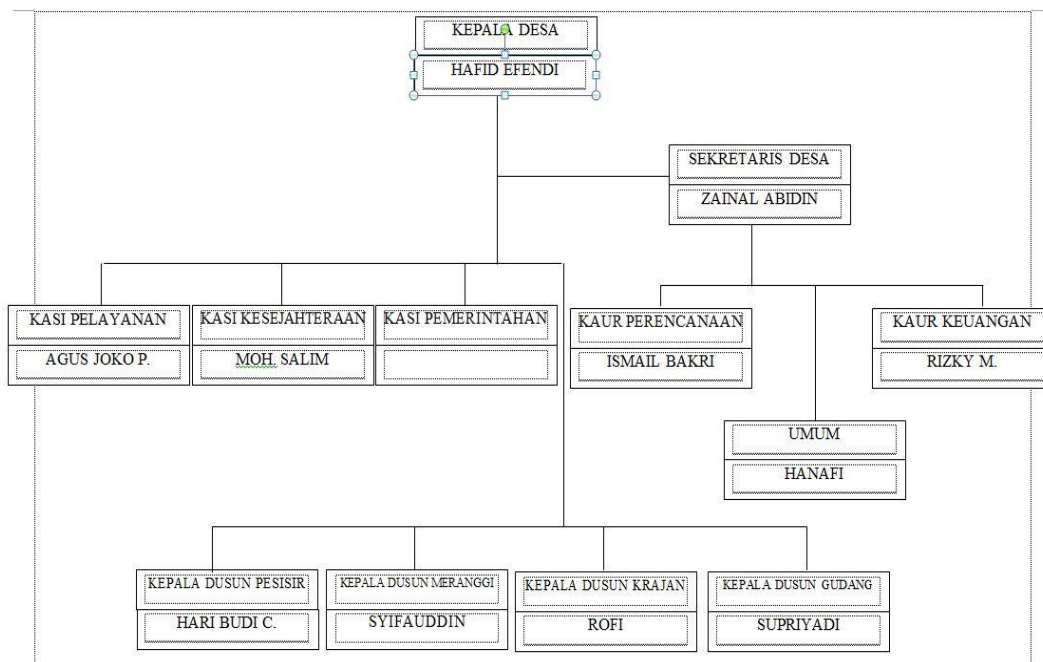 KEPALA DESA
HAFID EFENDI
SEKRETARIS DESA
ZAINAL ABIDIN
KASI PELAYANAN
AGUS JOKO P.
KASI KESEJAHTERAAN
MOH. SALIM
KASI PEMERINTAHAN
KAUR PERENCANAAN
ISMAIL BAKRI
KAUR KEUANGAN
RIZKY M.
UMUM
HANAFI
KEPALA DUSUN PESISIR
HARI BUDI C.
KEPALA DUSUN MERANGGI
SYIFAUDDIN
KEPALA DUSUN KRAJAN
ROFI
KEPALA DUSUN GUDANG
SUPRIYADI